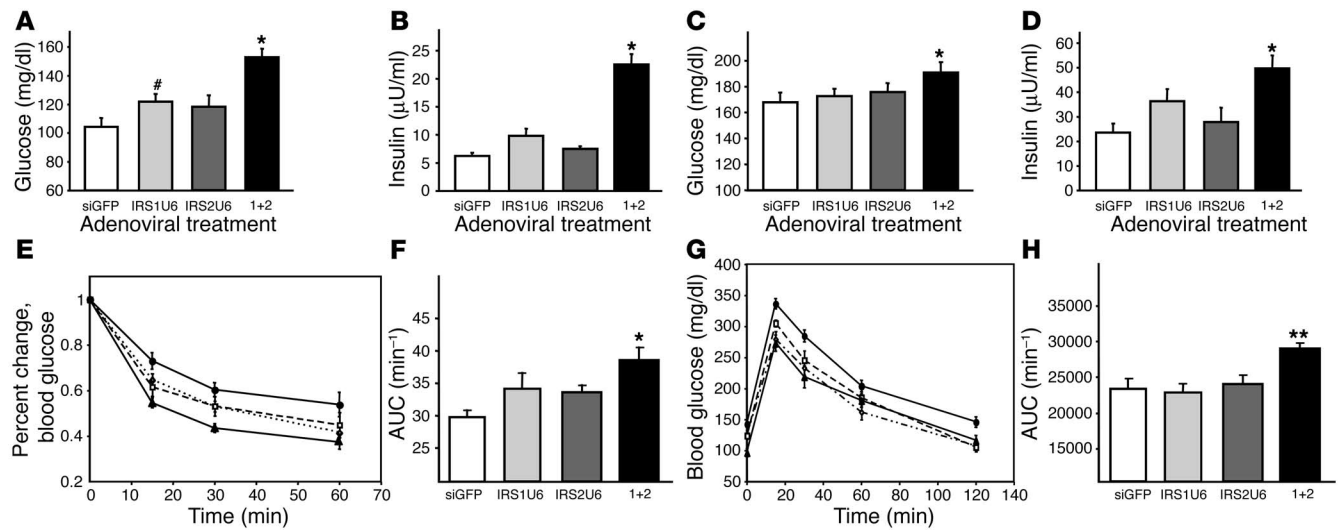 A
Glucose (mg/dl)
160
140
120
100
80
60
#
*
siGFP IRS1U6 IRS2U6 1+2
Adenoviral treatment
B
Insulin (μU/ml)
25
20
15
10
5
0
*
siGFP IRS1U6 IRS2U6 1+2
Adenoviral treatment
C
Glucose (mg/dl)
200
180
160
140
120
100
*
siGFP IRS1U6 IRS2U6 1+2
Adenoviral treatment
D
Insulin (μU/ml)
60
50
40
30
20
10
0
*
siGFP IRS1U6 IRS2U6 1+2
Adenoviral treatment
E
Percent change,
blood glucose
1
0.8
0.6
0.4
0.2
0 10 20 30 40 50 60 70
Time (min)
F
AUC (min⁻¹)
45
40
35
30
25
*
siGFP IRS1U6 IRS2U6 1+2
G
Blood glucose (mg/dl)
400
350
300
250
200
150
100
50
0 20 40 60 80 100 120 140
Time (min)
H
AUC (min⁻¹)
35000
30000
25000
20000
15000
**
siGFP IRS1U6 IRS2U6 1+2